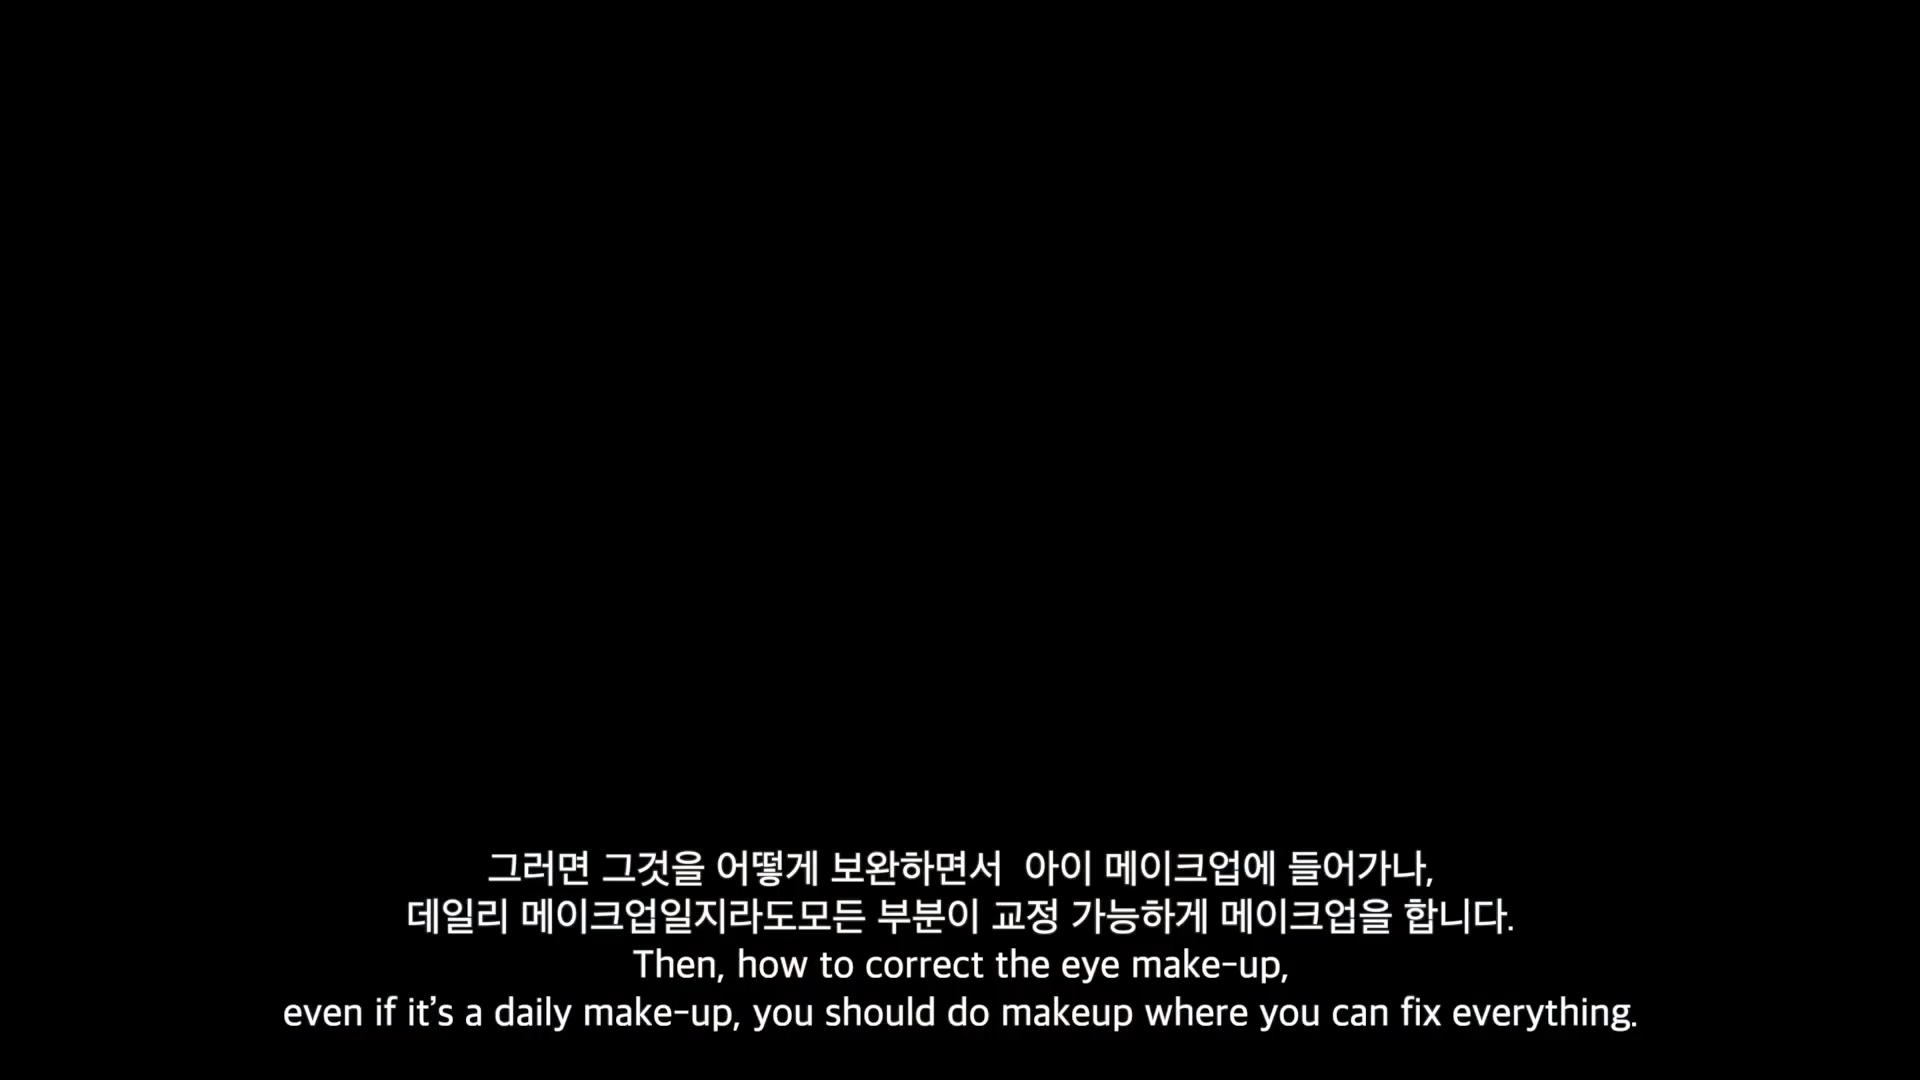 그러면 그것을 어떻게 보완하면서  아이 메이크업에 들어가나,
데일리 메이크업일지라도모든 부분이 교정 가능하게 메이크업을 합니다.
Then, how to correct the eye make-up,
even if it’s a daily make-up, you should do makeup where you can fix everything.